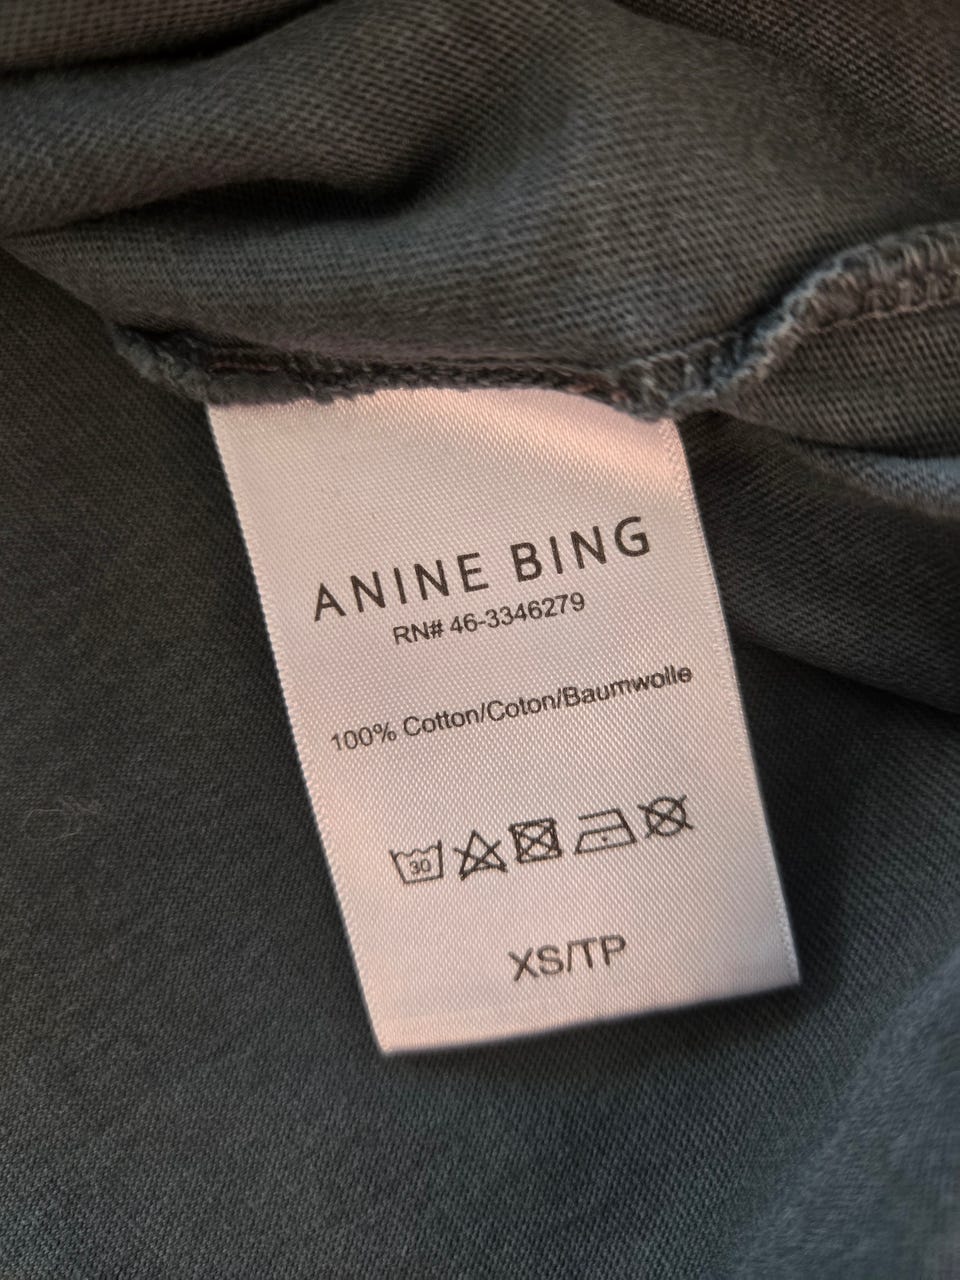 ANINE BING
RN# 46-3346279
100% Cotton/Coton/Baumwolle
30
XS/TP